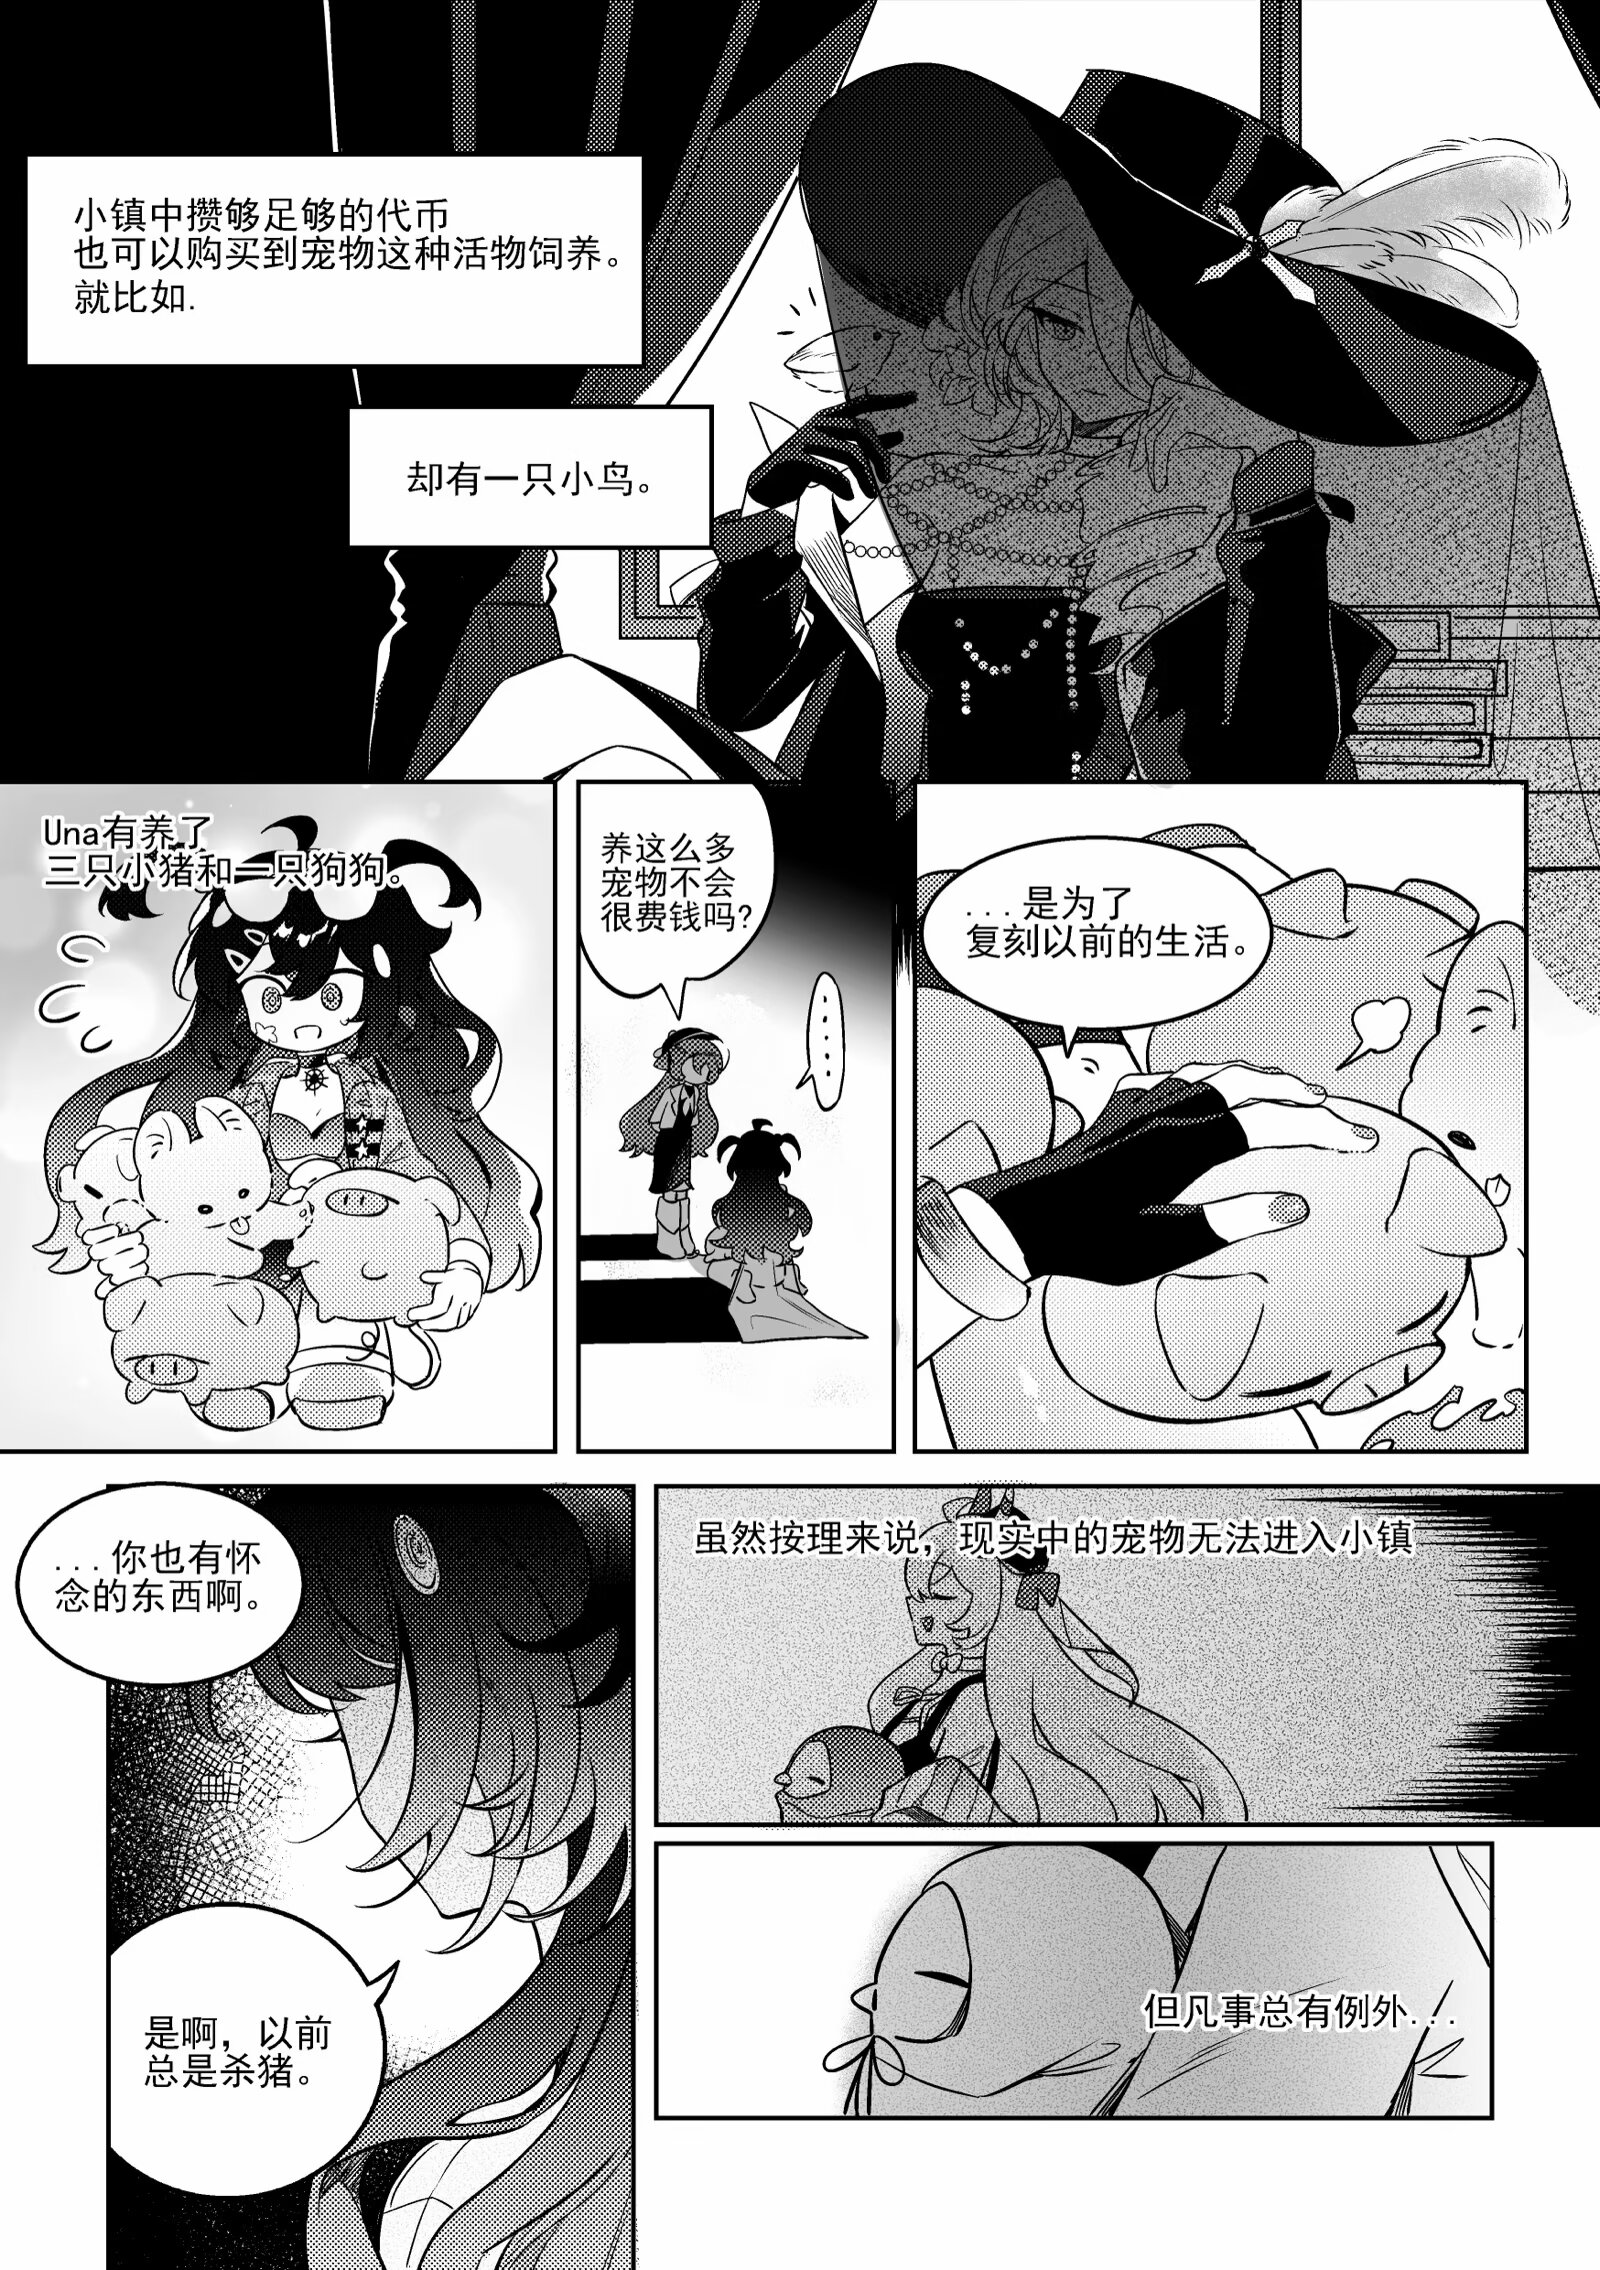 小镇中攒够足够的代币
也可以购买到宠物这种活物饲养。
就比如.
却有一只小鸟。
Una有养了
三只小猪和一只狗狗。
养这么多
宠物不会
很费钱吗?
......
...是为了
复刻以前的生活。
...你也有怀
念的东西啊。
是啊，以前
总是杀猪。
虽然按理来说，现实中的宠物无法进入小镇
但凡事总有例外...